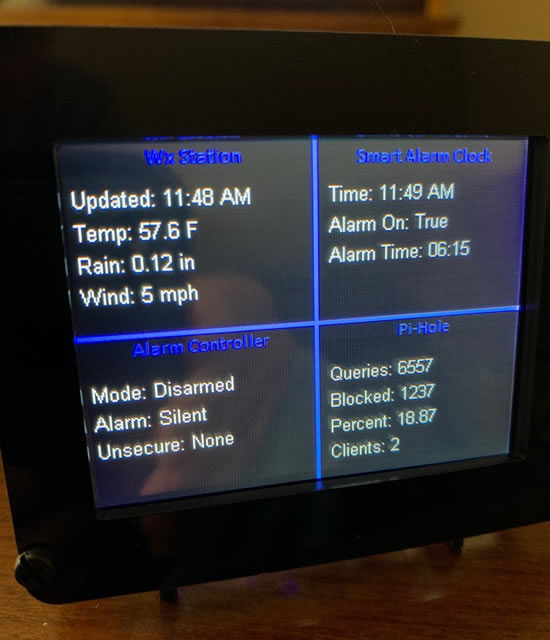 Wx Station
Updated: 11:48 AM
Temp: 57.6 F
Rain: 0.12 in
Wind: 5 mph
Smart Alarm Clock
Time: 11:49 AM
Alarm On: True
Alarm Time: 06:15
Alarm Controller
Mode: Disarmed
Alarm: Silent
Unsecure: None
Pi-Hole
Queries: 6557
Blocked: 1237
Percent: 18.87
Clients: 2